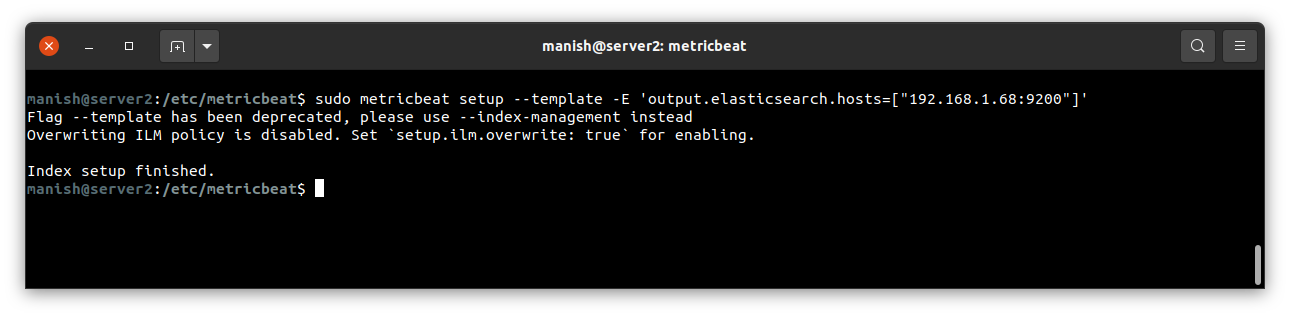 manish@server2: metricbeat
manish@server2:/etc/metricbeat$ sudo metricbeat setup --template -E 'output.elasticsearch.hosts=["192.168.1.68:9200"]'
Flag --template has been deprecated, please use --index-management instead
Overwriting ILM policy is disabled. Set `setup.ilm.overwrite: true` for enabling.
Index setup finished.
manish@server2:/etc/metricbeat$